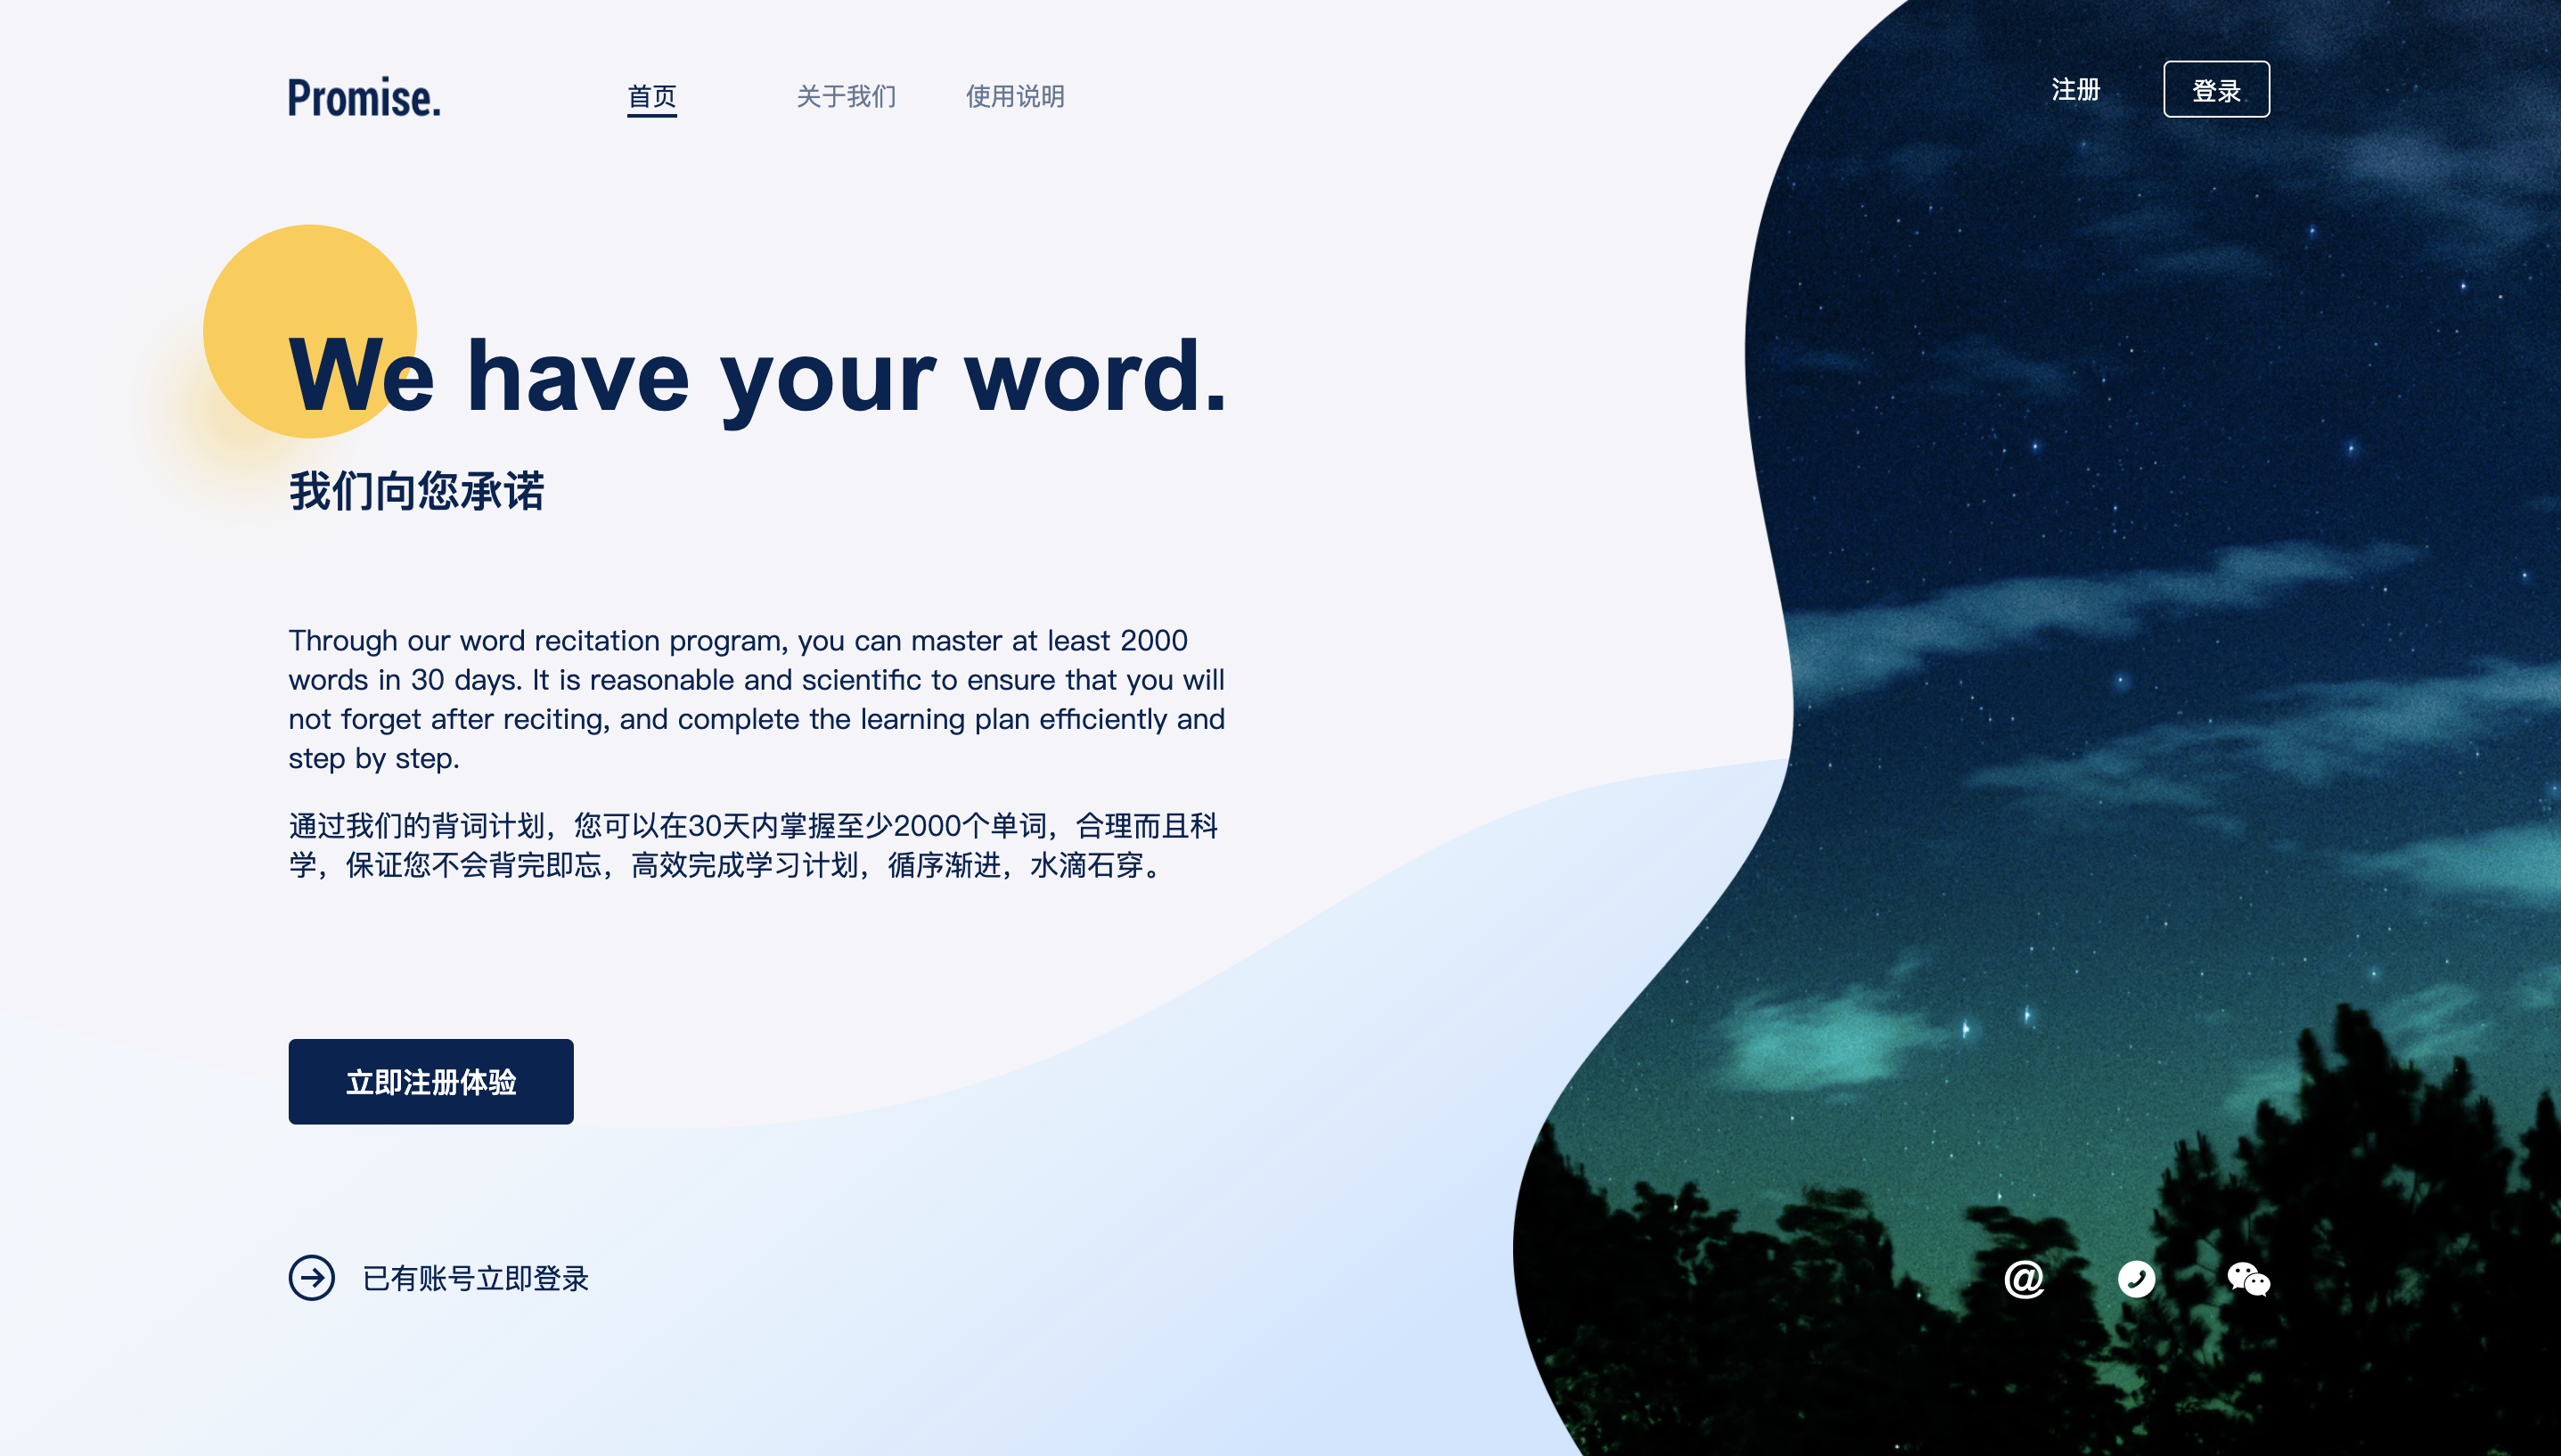 Promise.
首页
关于我们
使用说明
注册
登录
We have your word.
我们向您承诺
Through our word recitation program, you can master at least 2000
words in 30 days. It is reasonable and scientific to ensure that you will
not forget after reciting, and complete the learning plan efficiently and
step by step.
通过我们的背词计划，您可以在30天内掌握至少2000个单词，合理而且科
学，保证您不会背完即忘，高效完成学习计划，循序渐进，水滴石穿。
立即注册体验
已有账号立即登录
@